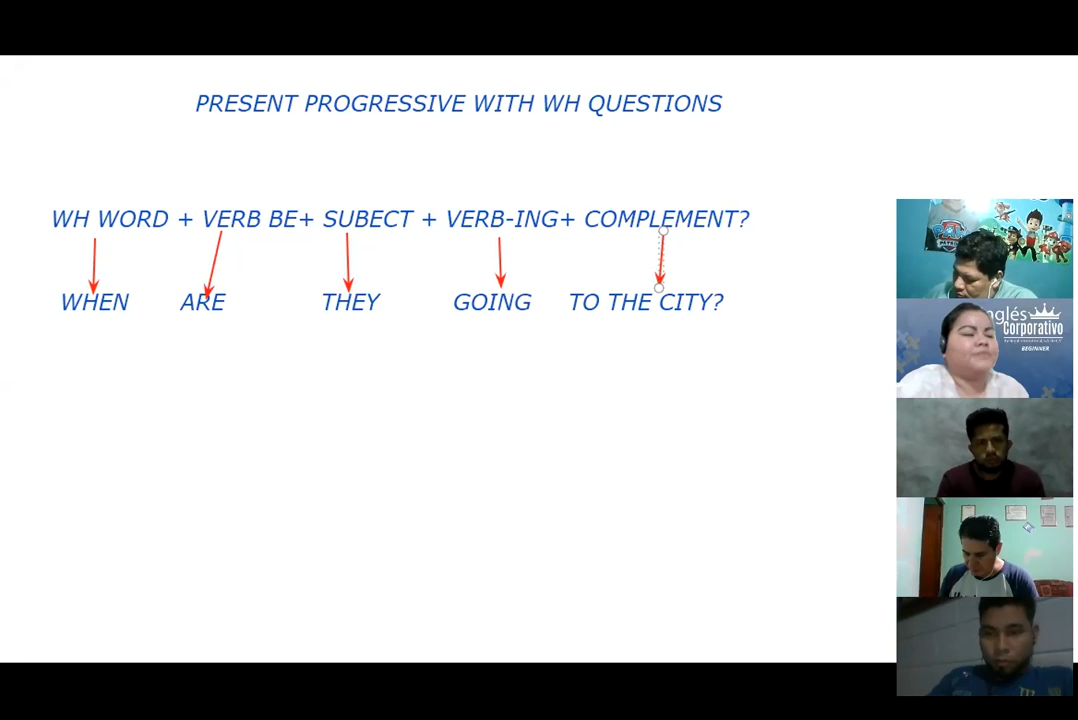 PRESENT PROGRESSIVE WITH WH QUESTIONS
WH WORD + VERB BE+ SUBECT + VERB-ING+ COMPLEMENT?
WHEN ARE THEY GOING TO THE CITY?
Inglés
Corporativo
BEGINNER